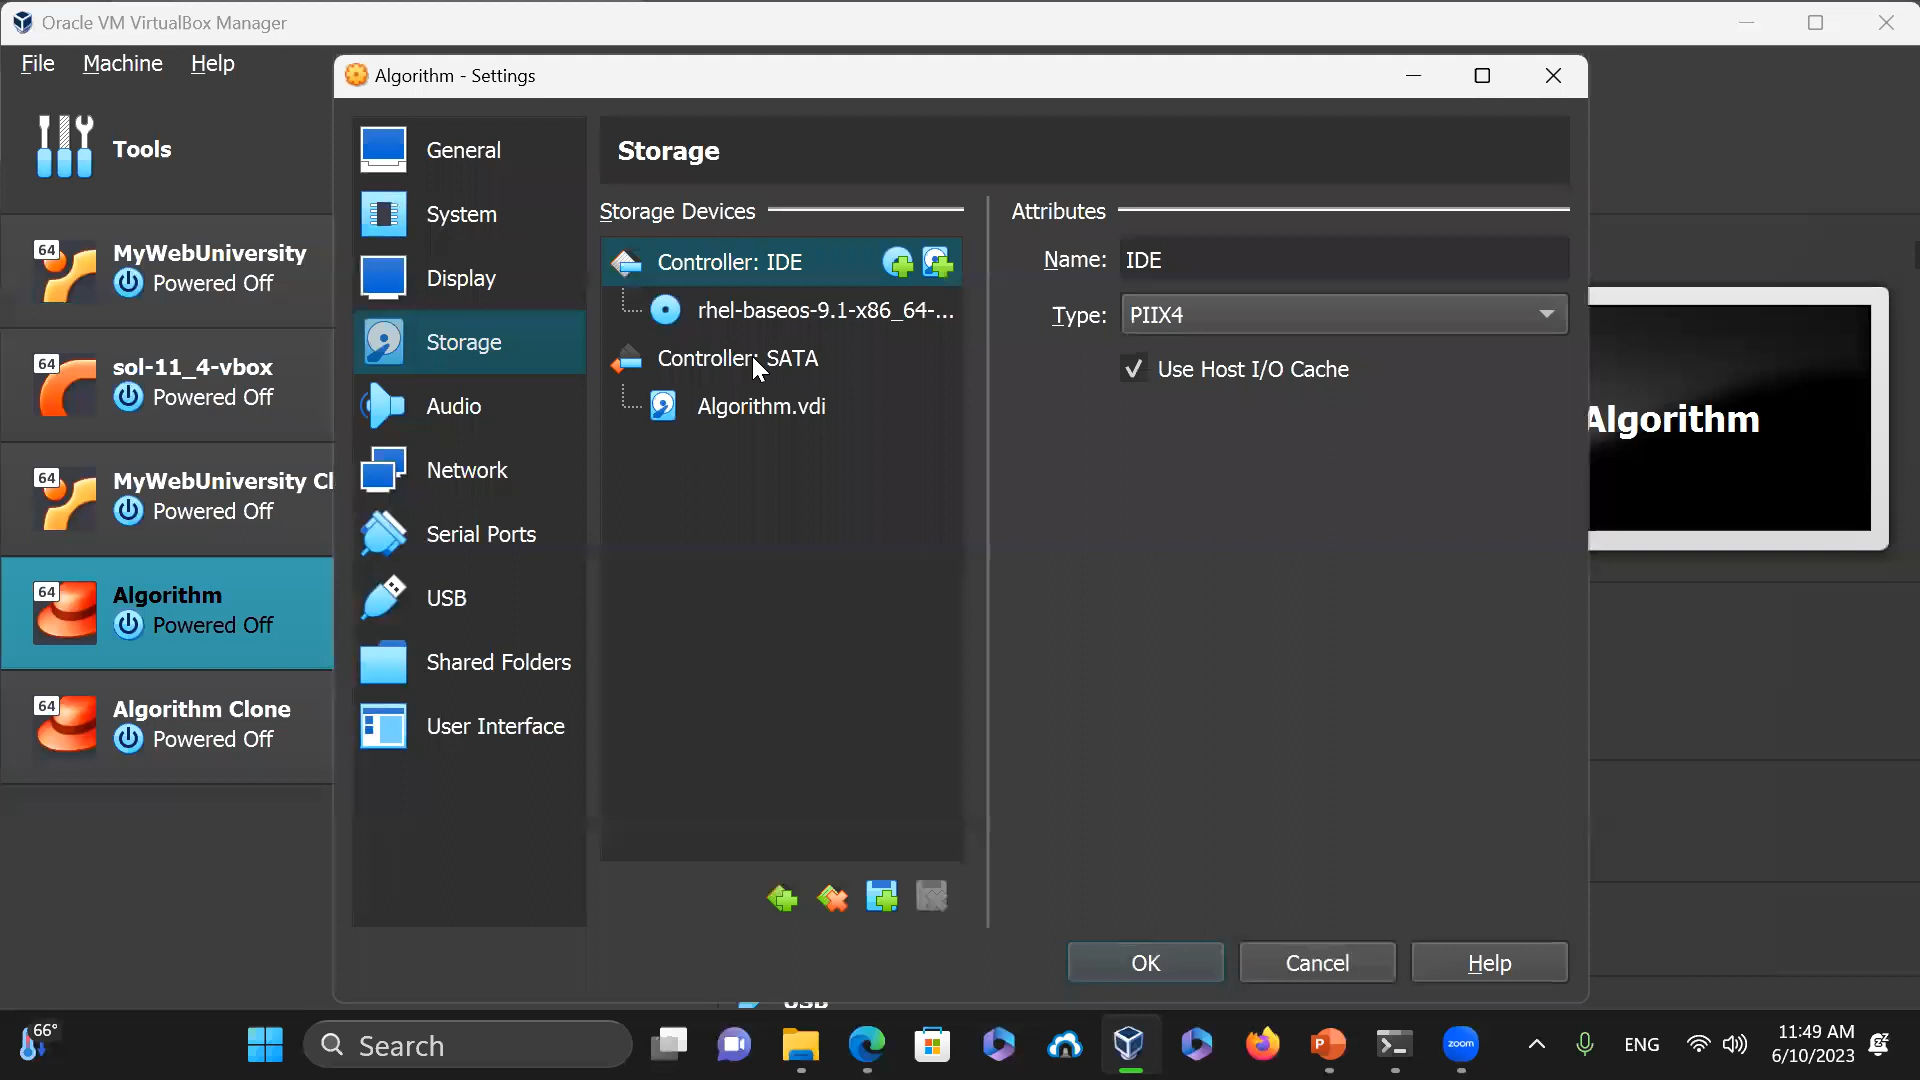 Oracle VM VirtualBox Manager
File Machine Help
Algorithm - Settings
Tools
64 MyWebUniversity
Powered Off
64 sol-11_4-vbox
Powered Off
64 MyWebUniversity Cl
Powered Off
64 Algorithm
Powered Off
64 Algorithm Clone
Powered Off
General
System
Display
Storage
Audio
Network
Serial Ports
USB
Shared Folders
User Interface
Storage
Storage Devices
Controller: IDE
rhel-baseos-9.1-x86_64-...
Controller: SATA
Algorithm.vdi
Attributes
Name: IDE
Type: PIIX4
Use Host I/O Cache
OK Cancel Help
Algorithm
USB
66°
Search
zoom
ENG
11:49 AM
6/10/2023